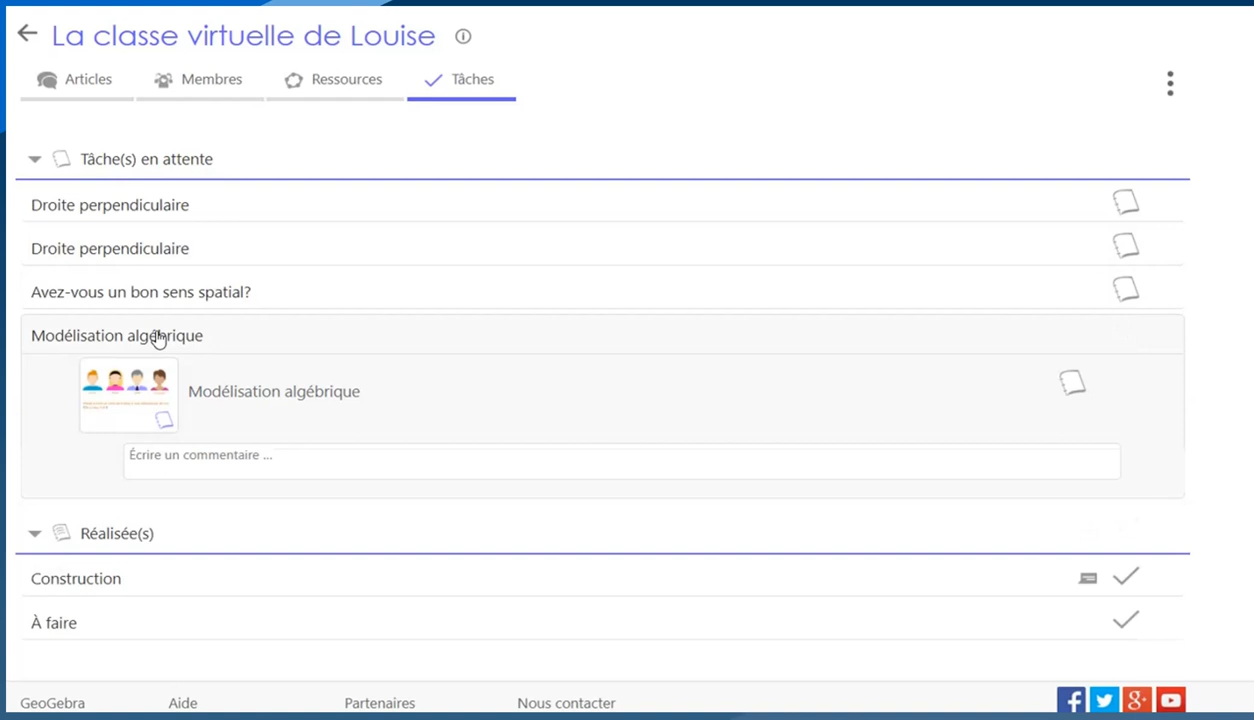 La classe virtuelle de Louise
Articles Membres Ressources Tâches
Tâche(s) en attente
Droite perpendiculaire
Droite perpendiculaire
Avez-vous un bon sens spatial?
Modélisation algébrique
Modélisation algébrique
Écrire un commentaire ...
Réalisée(s)
Construction
À faire
GeoGebra Aide Partenaires Nous contacter